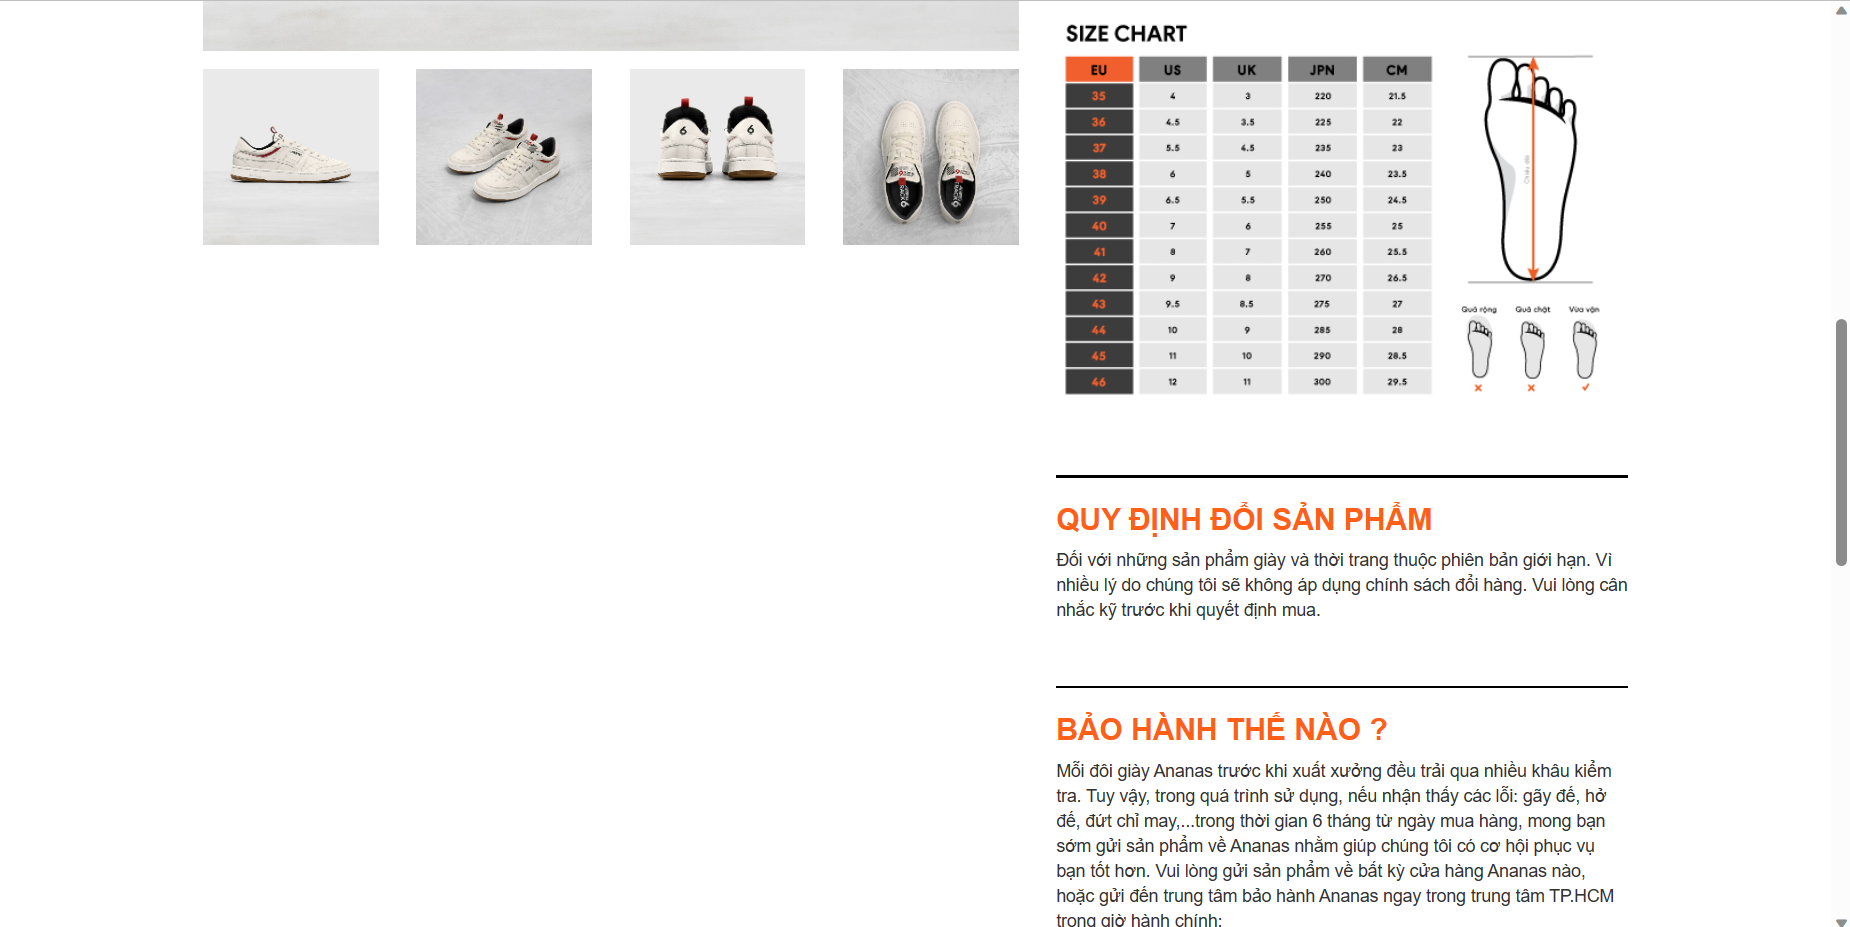 SIZE CHART
EU US UK JPN CM
35 4 3 220 21.5
36 4.5 3.5 225 22
37 5.5 4.5 235 23
38 6 5 240 23.5
39 6.5 5.5 250 24.5
40 7 6 255 25
41 8 7 260 25.5
42 9 8 270 26.5
43 9.5 8.5 275 27
44 10 9 285 28
45 11 10 290 28.5
46 12 11 300 29.5
Chiều dài
Quá rộng Quá chật Vừa vặn
6 6
QUY ĐỊNH ĐỔI SẢN PHẨM
Đối với những sản phẩm giày và thời trang thuộc phiên bản giới hạn. Vì
nhiều lý do chúng tôi sẽ không áp dụng chính sách đổi hàng. Vui lòng cân
nhắc kỹ trước khi quyết định mua.
BẢO HÀNH THẾ NÀO ?
Mỗi đôi giày Ananas trước khi xuất xưởng đều trải qua nhiều khâu kiểm
tra. Tuy vậy, trong quá trình sử dụng, nếu nhận thấy các lỗi: gãy đế, hở
đế, đứt chỉ may,...trong thời gian 6 tháng từ ngày mua hàng, mong bạn
sớm gửi sản phẩm về Ananas nhằm giúp chúng tôi có cơ hội phục vụ
bạn tốt hơn. Vui lòng gửi sản phẩm về bất kỳ cửa hàng Ananas nào,
hoặc gửi đến trung tâm bảo hành Ananas ngay trong trung tâm TP.HCM
trong giờ hành chính: